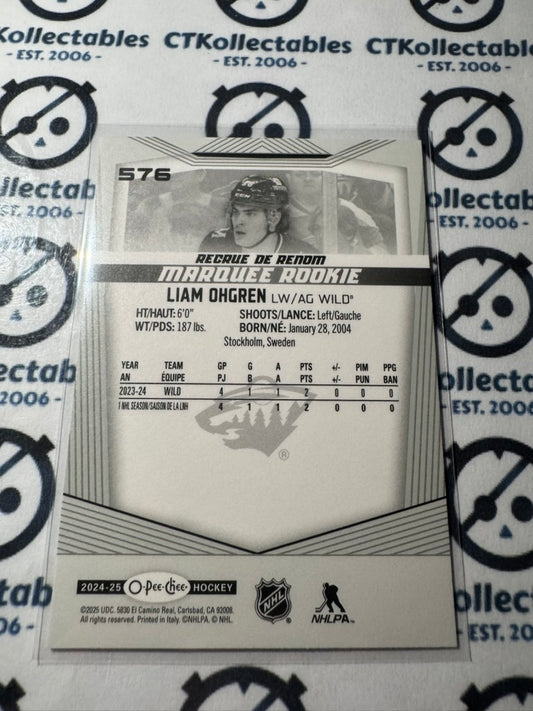 CTKollectables
- EST. 2006 -
CTKollectables
- EST. 2006 -
576
RECRUE DE RENOM
MARQUEE ROOKIE
LIAM OHGREN LW/AG WILD®
HT/HAUT: 6'0" SHOOTS/LANCE: Left/Gauche
WT/PDS: 187 lbs. BORN/NÉ: January 28, 2004
Stockholm, Sweden
YEAR TEAM GP G A PTS +/- PIM PPG
AN ÉQUIPE PJ B A PTS +/- PUN BAN
2023-24 WILD 4 1 1 2 0 0 0
1 NHL SEASON/SAISON DE LA LNH 4 1 1 2 0 0 0
®
2024-25 O-Pee-Chee HOCKEY
©2025 UDC. 5830 El Camino Real, Carlsbad, CA 92008.
All rights reserved. Printed in Italy. ©NHLPA. © NHL.
NHL
NHLPA™